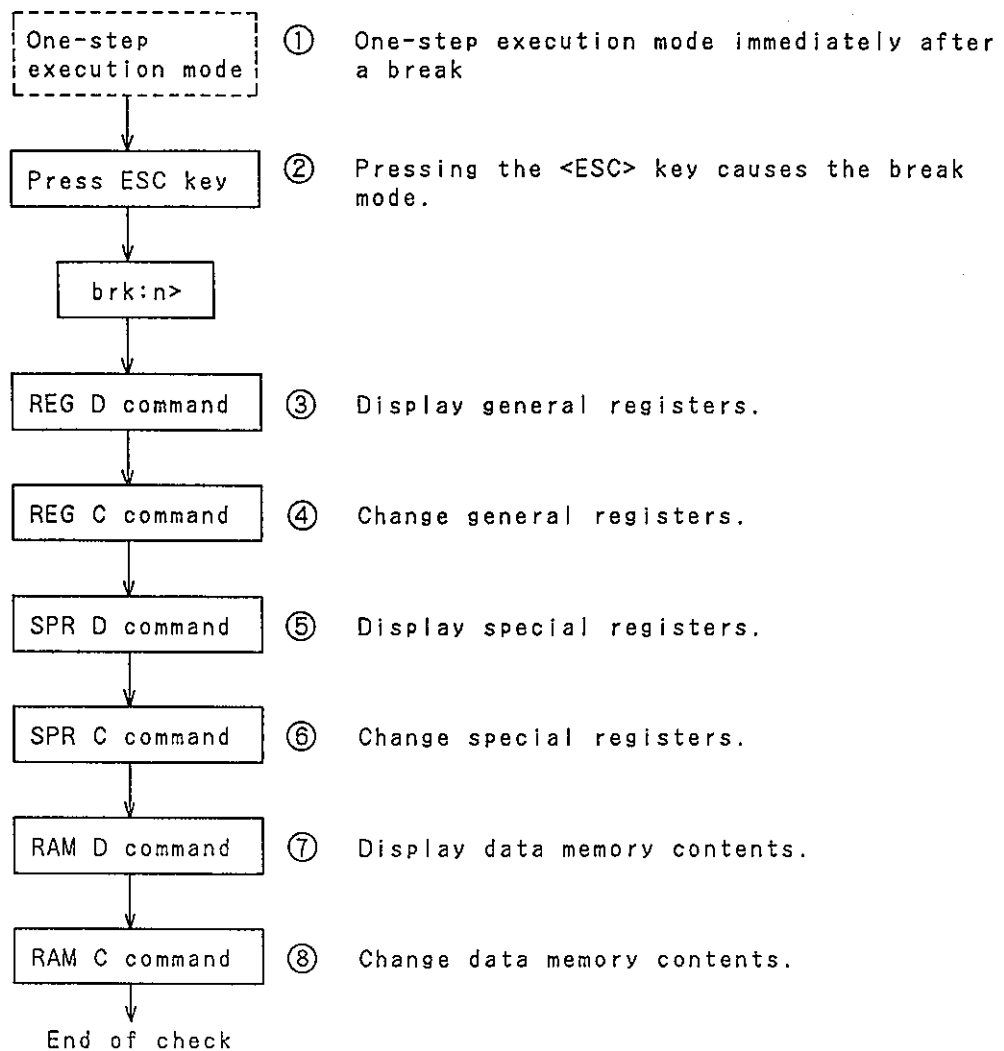 One-step
execution mode
① One-step execution mode immediately after
a break
Press ESC key
② Pressing the <ESC> key causes the break
mode.
brk:n>
REG D command ③ Display general registers.
REG C command ④ Change general registers.
SPR D command ⑤ Display special registers.
SPR C command ⑥ Change special registers.
RAM D command ⑦ Display data memory contents.
RAM C command ⑧ Change data memory contents.
End of check